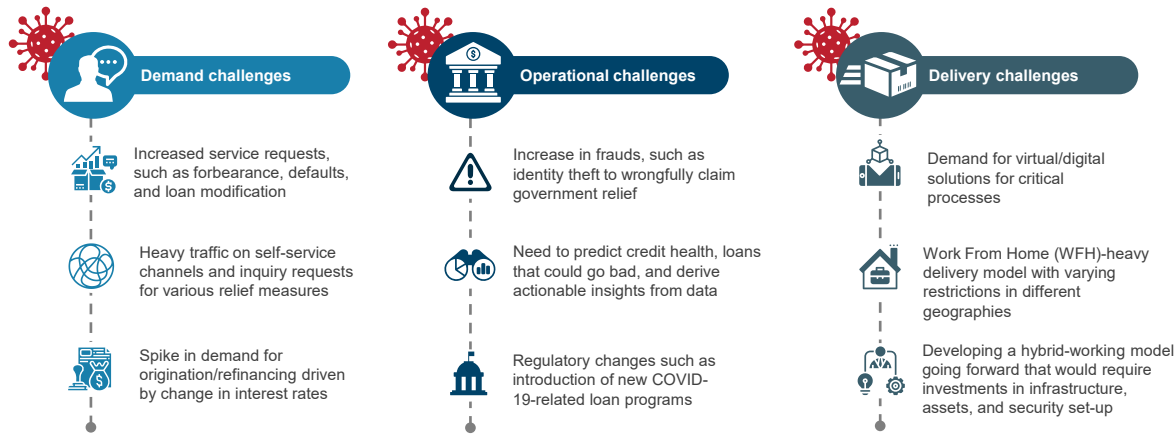 Demand challenges
Increased service requests,
such as forbearance, defaults,
and loan modification
Heavy traffic on self-service
channels and inquiry requests
for various relief measures
Spike in demand for
origination/refinancing driven
by change in interest rates
Operational challenges
Increase in frauds, such as
identity theft to wrongfully claim
government relief
Need to predict credit health, loans
that could go bad, and derive
actionable insights from data
Regulatory changes such as
introduction of new COVID-
19-related loan programs
Delivery challenges
Demand for virtual/digital
solutions for critical
processes
Work From Home (WFH)-heavy
delivery model with varying
restrictions in different
geographies
Developing a hybrid-working model
going forward that would require
investments in infrastructure,
assets, and security set-up